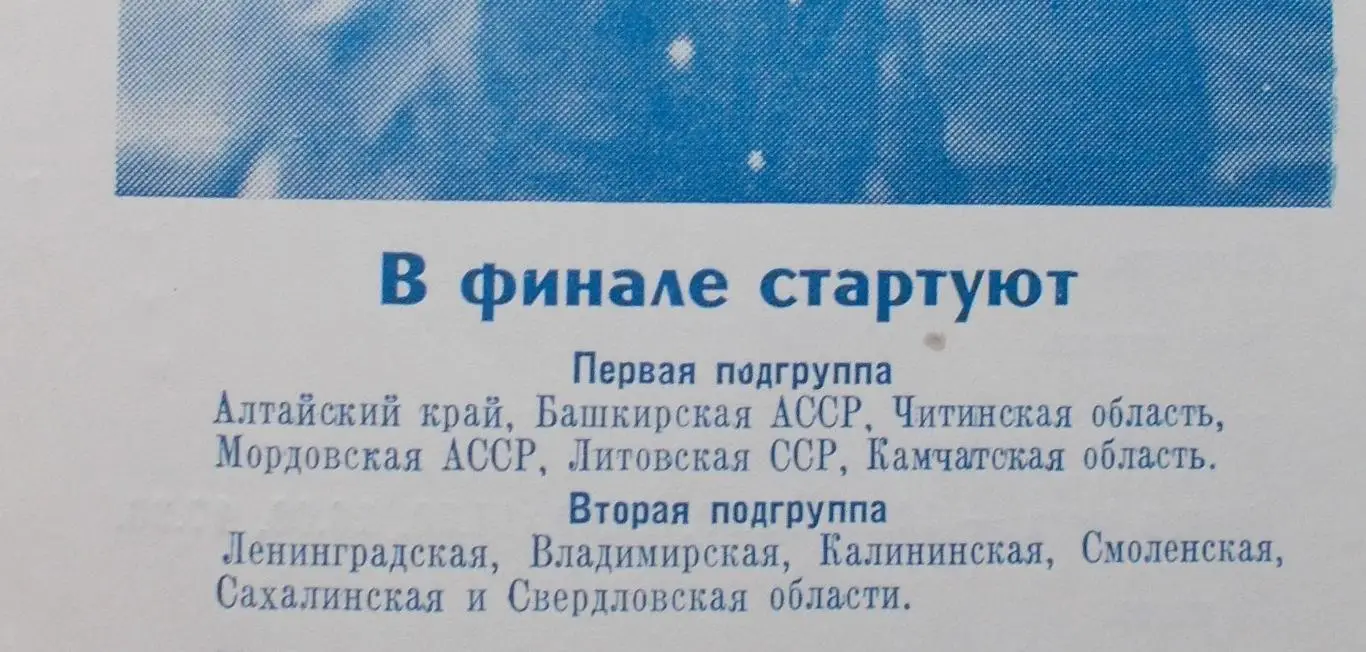 В финале стартуют
Первая подгруппа
Алтайский край, Башкирская АССР, Читинская область,
Мордовская АССР, Литовская ССР, Камчатская область.
Вторая подгруппа
Ленинградская, Владимирская, Калининская, Смоленская,
Сахалинская и Свердловская области.